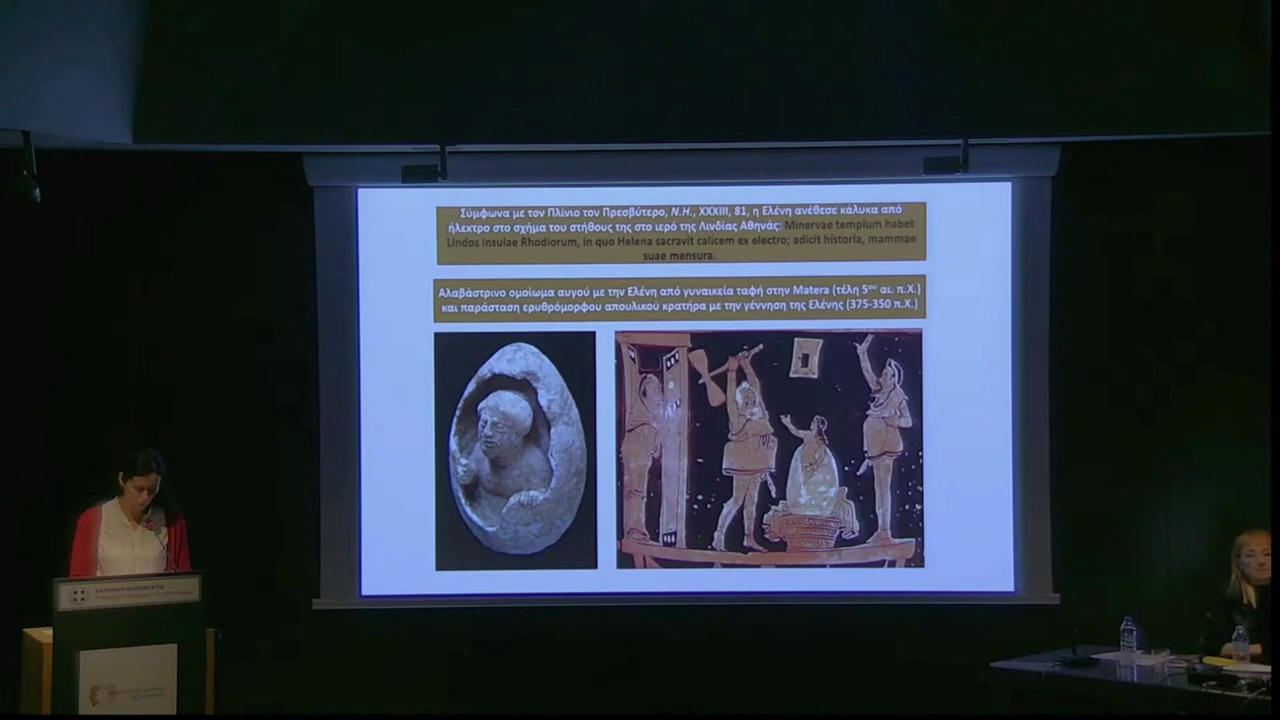 Σύμφωνα με τον Πλίνιο τον Πρεσβύτερο, N.H., XXXIII, 81, η Ελένη ανέθεσε κάλυκα από
ήλεκτρο στο σχήμα του στήθους της στο ιερό της Λινδίας Αθηνάς: Minervae templum habet
Lindos insulae Rhodiorum, in quo Helena sacravit calicem ex electro; adicit historia, mammae
suae mensura.
Αλαβάστρινο ομοίωμα αυγού με την Ελένη από γυναικεία ταφή στην Matera (τέλη 5ου αι. π.Χ.)
και παράσταση ερυθρόμορφου απουλικού κρατήρα με την γέννηση της Ελένης (375-350 π.Χ.)
ΕΛΛΗΝΙΚΗ ΔΗΜΟΚΡΑΤΙΑ